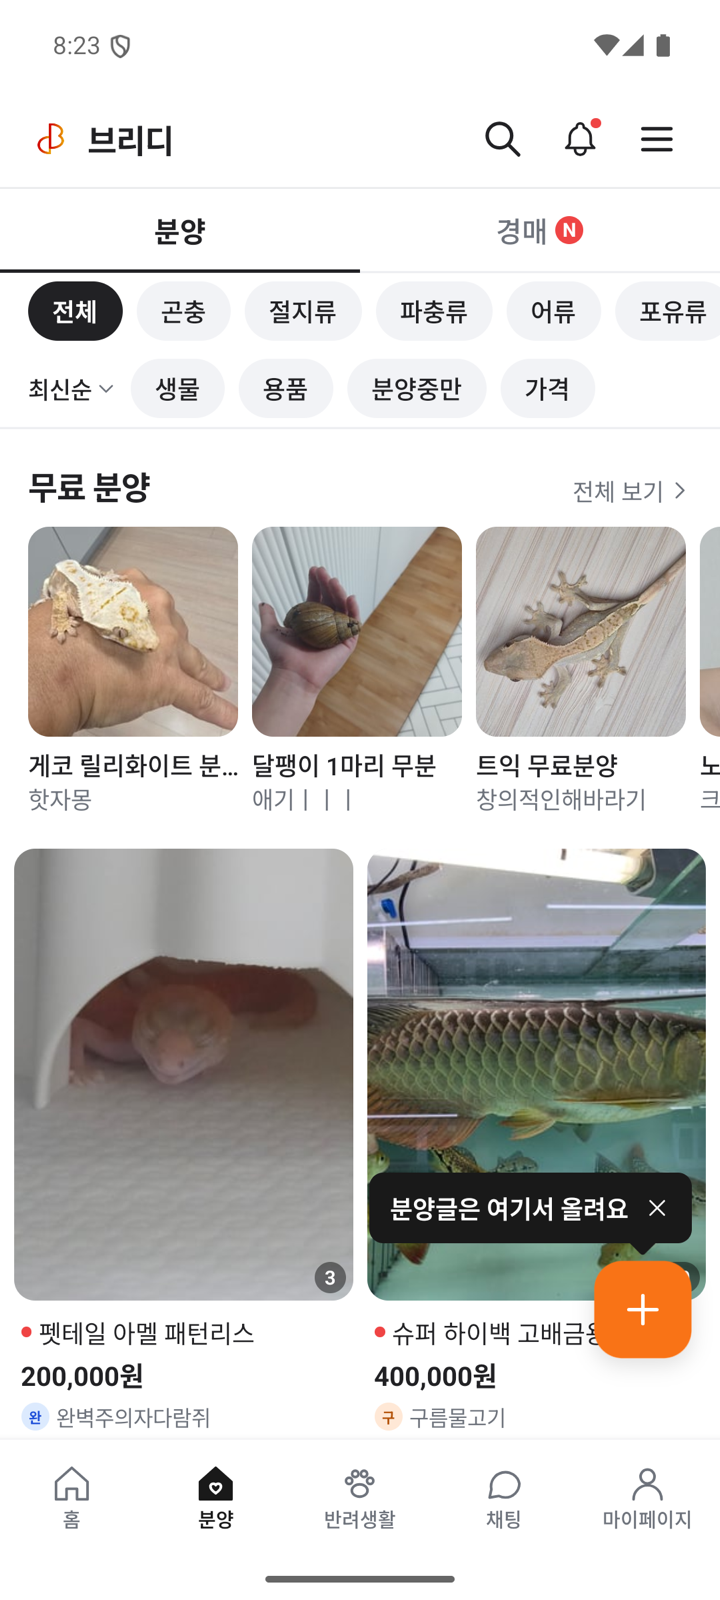 8:23
브리디
분양
경매 N
전체 곤충 절지류 파충류 어류 포유류
최신순 생물 용품 분양중만 가격
무료 분양
전체 보기
게코 릴리화이트 분...
달팽이 1마리 무분
트익 무료분양
핫자몽
애기ㅣㅣㅣ
창의적인해바라기
분양글은 여기서 올려요
3
펫테일 아멜 패턴리스
슈퍼 하이백 고배금
200,000원
400,000원
완 완벽주의자다람쥐
구 구름물고기
홈 분양 반려생활 채팅 마이페이지